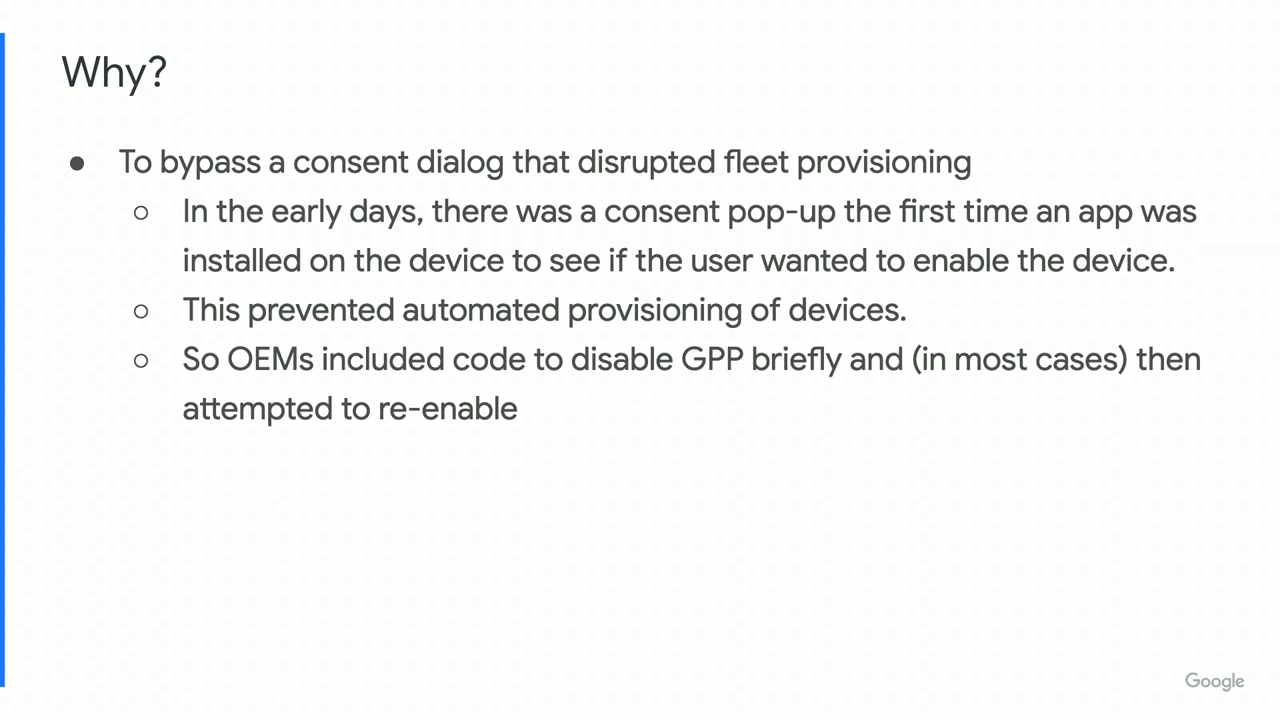 Why?
● To bypass a consent dialog that disrupted fleet provisioning
○ In the early days, there was a consent pop-up the first time an app was
installed on the device to see if the user wanted to enable the device.
○ This prevented automated provisioning of devices.
○ So OEMs included code to disable GPP briefly and (in most cases) then
attempted to re-enable
Google